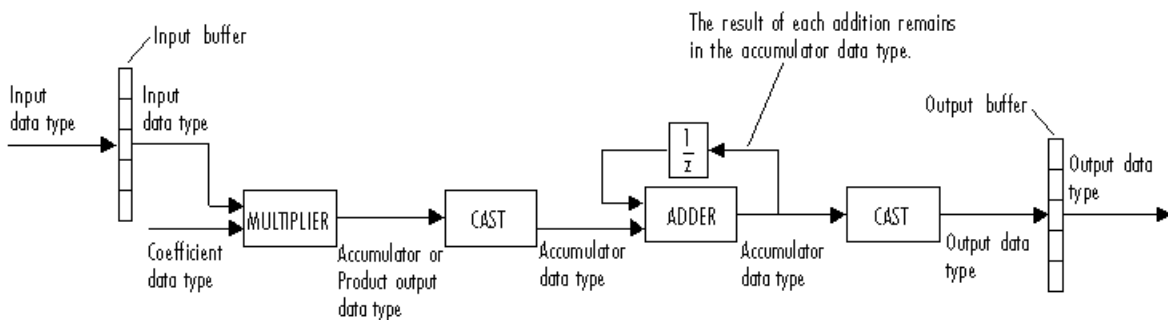 The result of each addition remains
in the accumulator data type.
Input buffer
Input
data type
Input
data type
Output buffer
1
z
Output data
type
MULTIPLIER
CAST
ADDER
CAST
Coefficient
data type
Accumulator or
Product output
data type
Accumulator
data type
Accumulator
data type
Output data
type